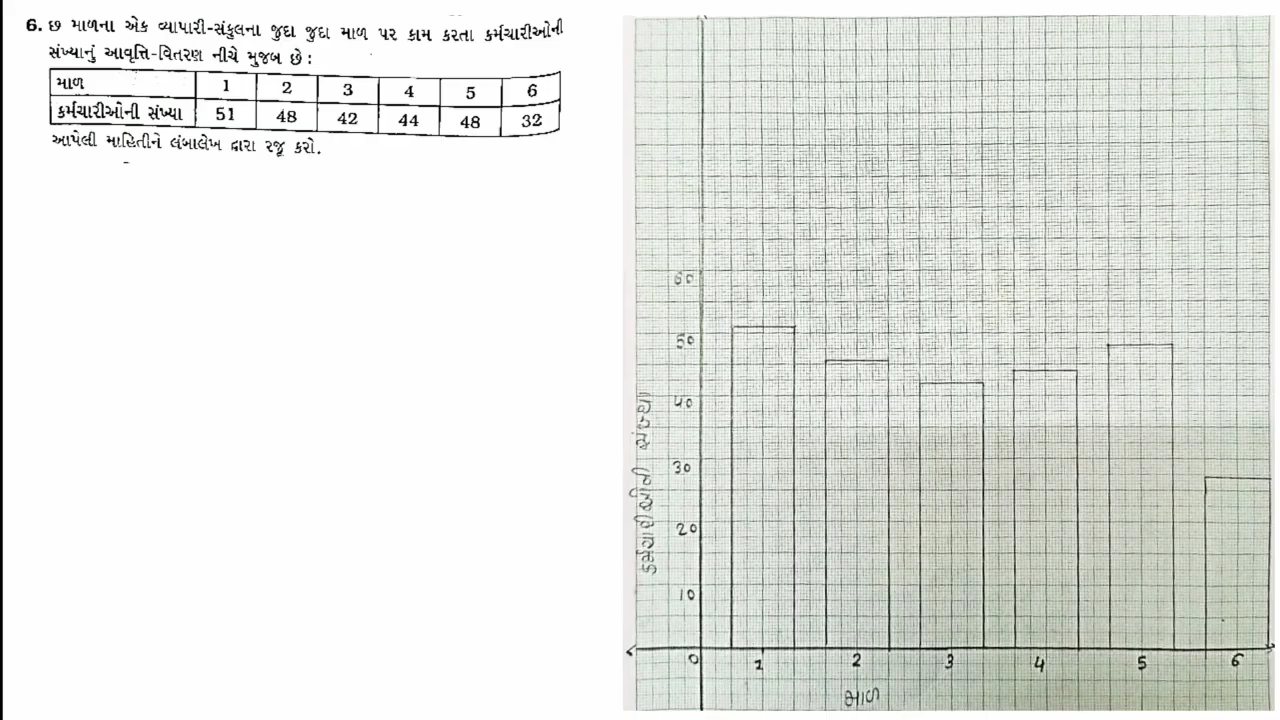 6. છ માળના એક વ્યાપારી-સંકુલના જુદા જુદા માળ પર કામ કરતા કર્મચારીઓની
સંખ્યાનું આવૃત્તિ-વિતરણ નીચે મુજબ છે :
માળ 1 2 3 4 5 6
કર્મચારીઓની સંખ્યા 51 48 42 44 48 32
આપેલી માહિતીને લંબાલેખ દ્વારા રજૂ કરો.
60
50
40
30
20
10
0 1 2 3 4 5 6
કર્મચારીઓની સંખ્યા
માળ